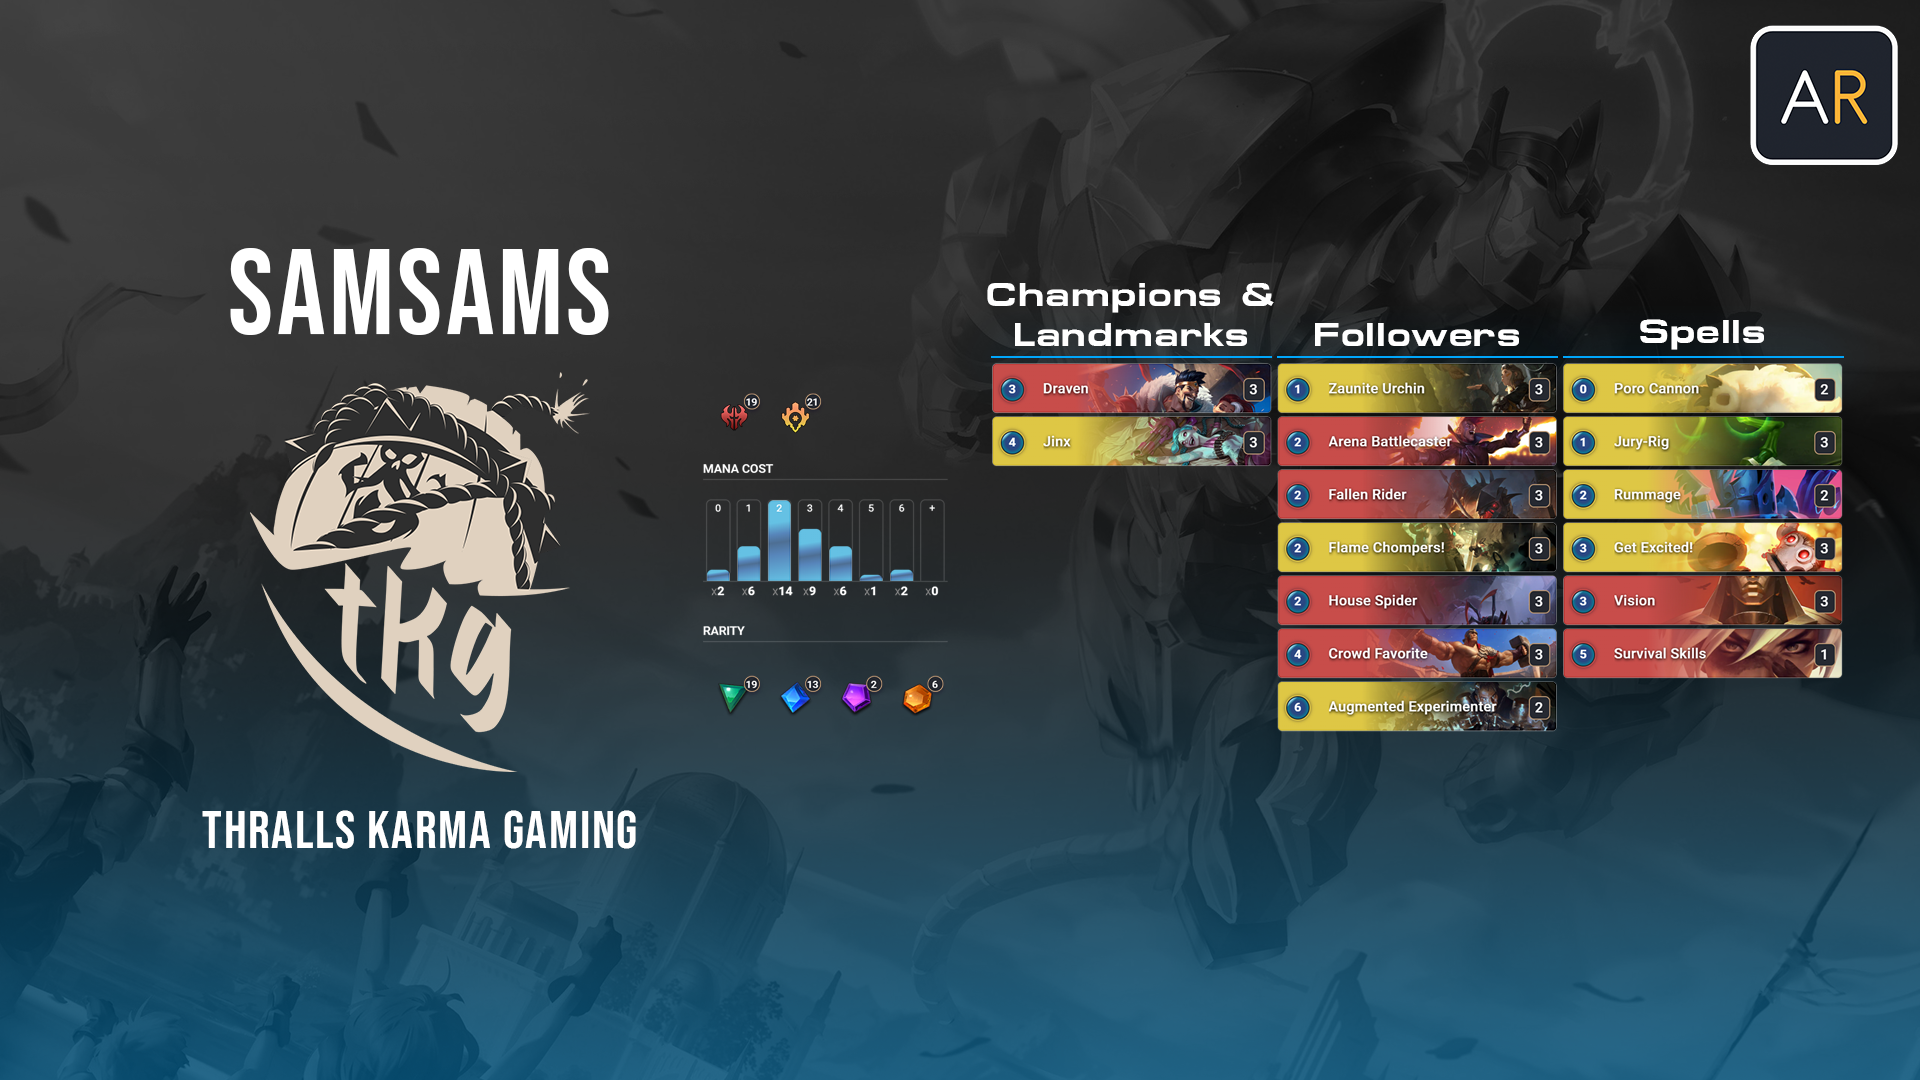 AR
SAMSAMS
tkg
THRALLS KARMA GAMING
19 21
MANA COST
0 1 2 3 4 5 6 +
x2 x6 x14 x9 x6 x1 x2 x0
RARITY
19 13 2 6
Champions &
Landmarks
3 Draven 3
4 Jinx 3
Followers
1 Zaunite Urchin 3
2 Arena Battlecaster 3
2 Fallen Rider 3
2 Flame Chompers! 3
2 House Spider 3
4 Crowd Favorite 3
6 Augmented Experimenter 2
Spells
0 Poro Cannon 2
1 Jury-Rig 3
2 Rummage 2
3 Get Excited! 3
3 Vision 3
5 Survival Skills 1